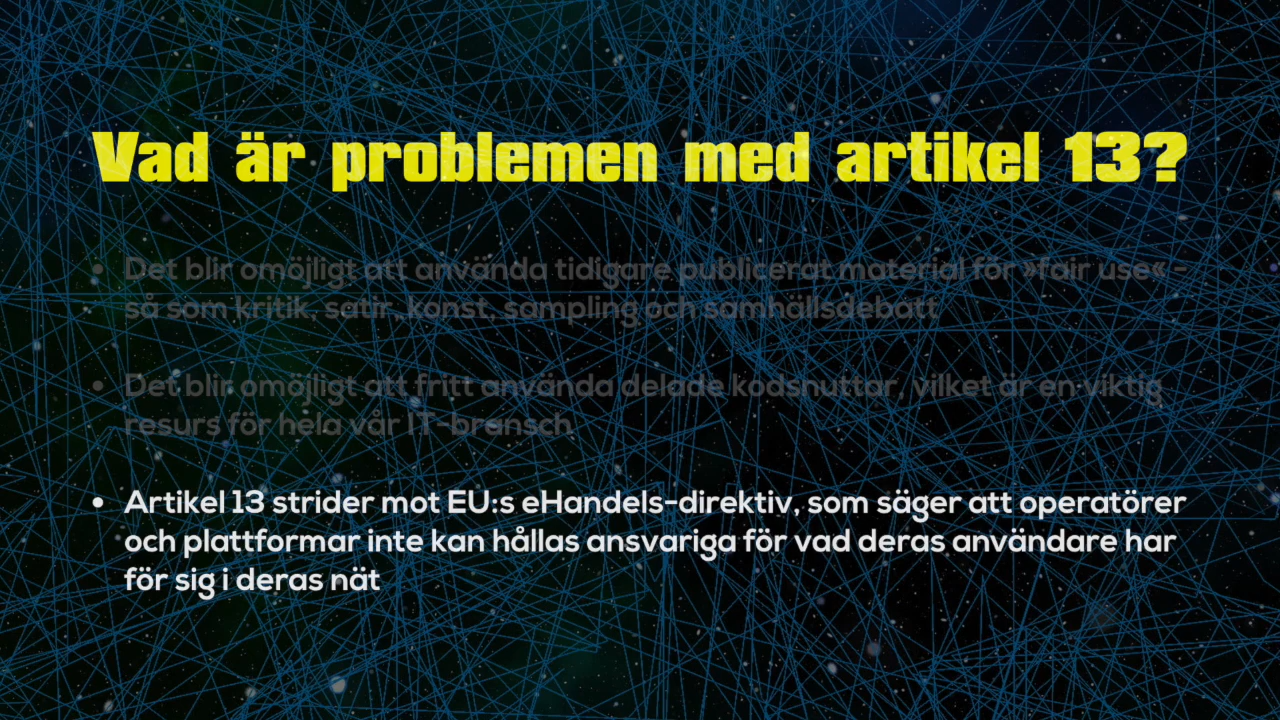 Vad är problemen med artikel 13?
• Det blir omöjligt att använda tidigare publicerat material för »fair use« -
så som kritik, satir, konst, sampling och samhällsdebatt
• Det blir omöjligt att fritt använda delade kodsnuttar, vilket är en viktig
resurs för hela vår IT-bransch
• Artikel 13 strider mot EU:s eHandels-direktiv, som säger att operatörer
och plattformar inte kan hållas ansvariga för vad deras användare har
för sig i deras nät